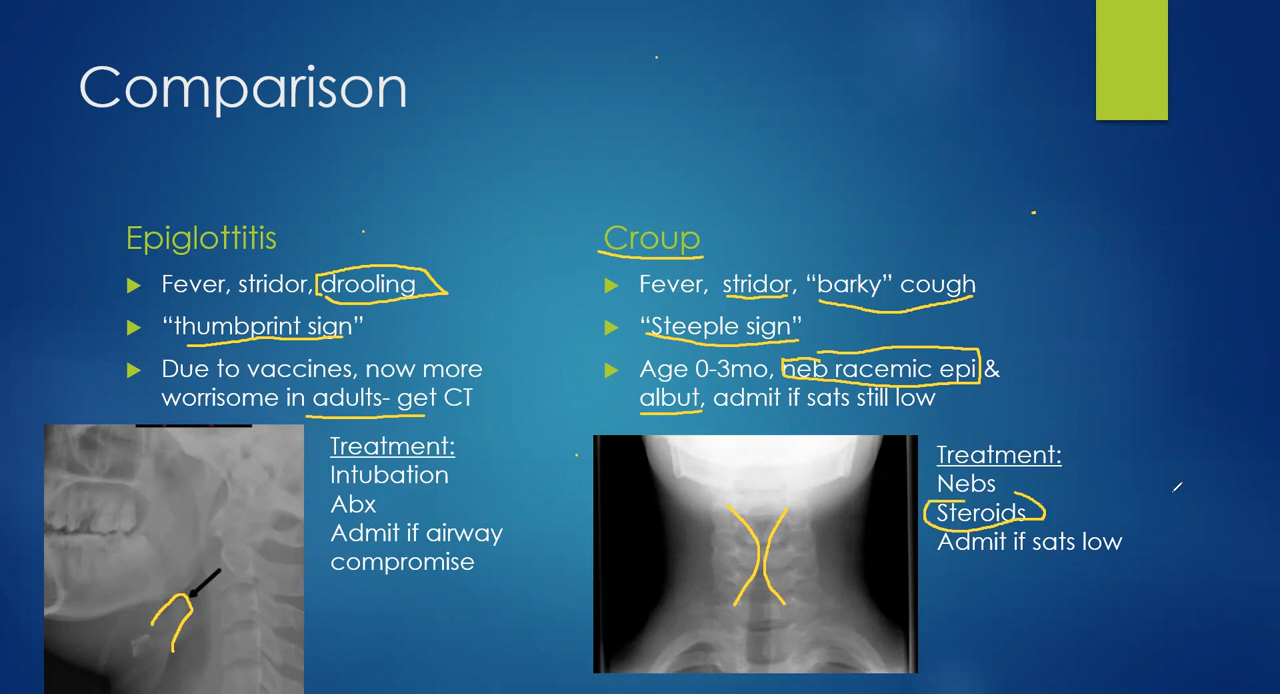 Comparison
Epiglottitis
Fever, stridor, drooling
“thumbprint sign”
Due to vaccines, now more
worrisome in adults- get CT
Treatment:
Intubation
Abx
Admit if airway
compromise
Croup
Fever,  stridor, “barky” cough
“Steeple sign”
Age 0-3mo, neb racemic epi &
albut, admit if sats still low
Treatment:
Nebs
Steroids
Admit if sats low